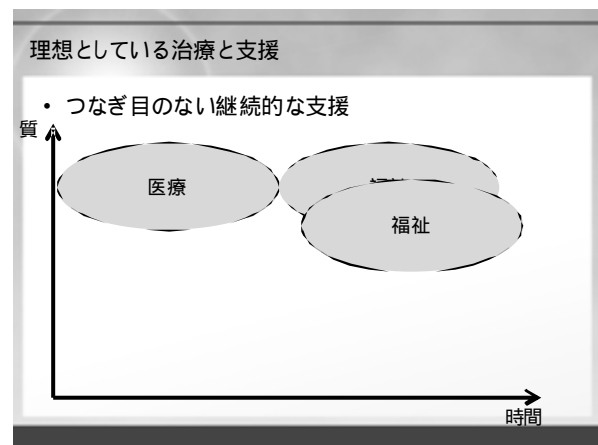 理想としている治療と支援
・ つなぎ目のない継続的な支援
質
医療
福祉
時間